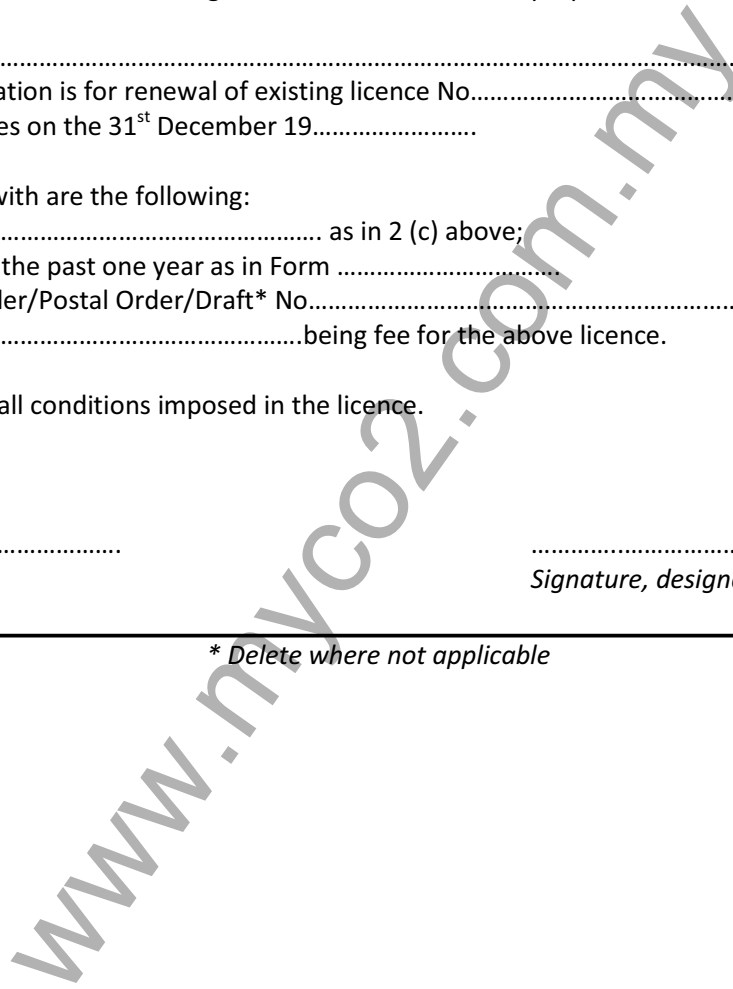 ……………………………………………………………………………………
ation is for renewal of existing licence No……………………………
es on the 31st December 19…………………….
with are the following:
……………………………………. as in 2 (c) above;
the past one year as in Form …………………………..
ler/Postal Order/Draft* No……………………………………………………
……………………………………….being fee for the above licence.
all conditions imposed in the licence.
………………. …………………………
Signature, design
* Delete where not applicable
www.myco2.com.my